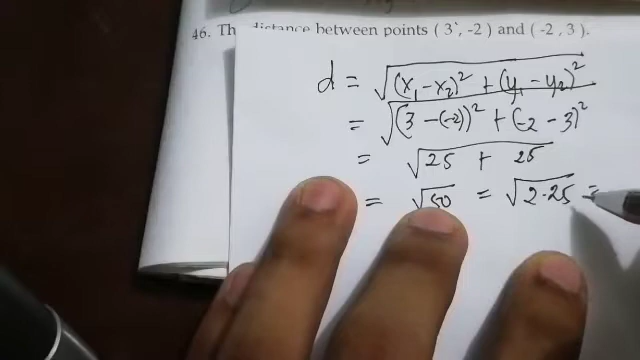 46. Th distance between points ( 3 , -2 ) and ( -2 , 3 ).
d = √(x₁ - x₂)² + (y₁ - y₂)²
= √(3 - (-2))² + (-2 - 3)²
= √25 + 25
= √50 = √2·25 =